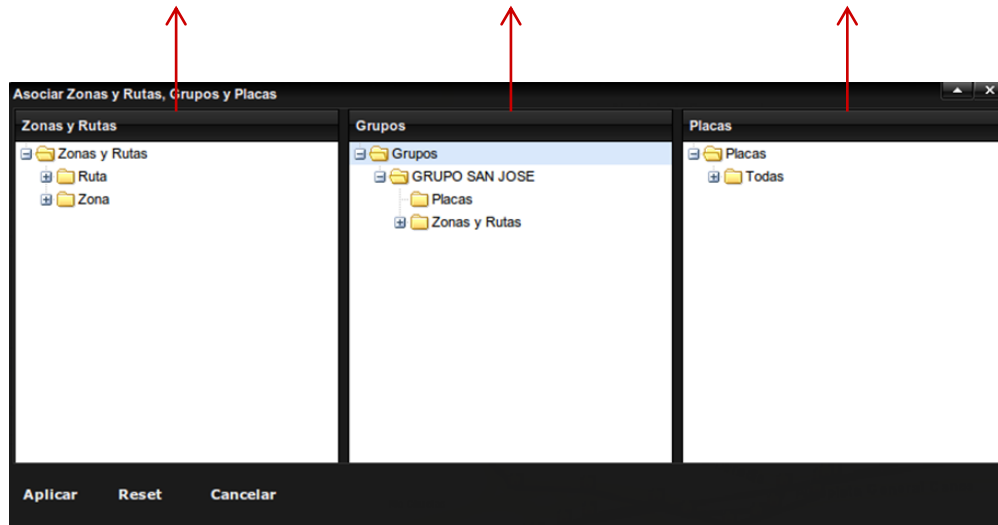 Asociar Zonas y Rutas, Grupos y Placas
Zonas y Rutas
Zonas y Rutas
Ruta
Zona
Grupos
Grupos
GRUPO SAN JOSE
Placas
Zonas y Rutas
Placas
Placas
Todas
Aplicar Reset Cancelar